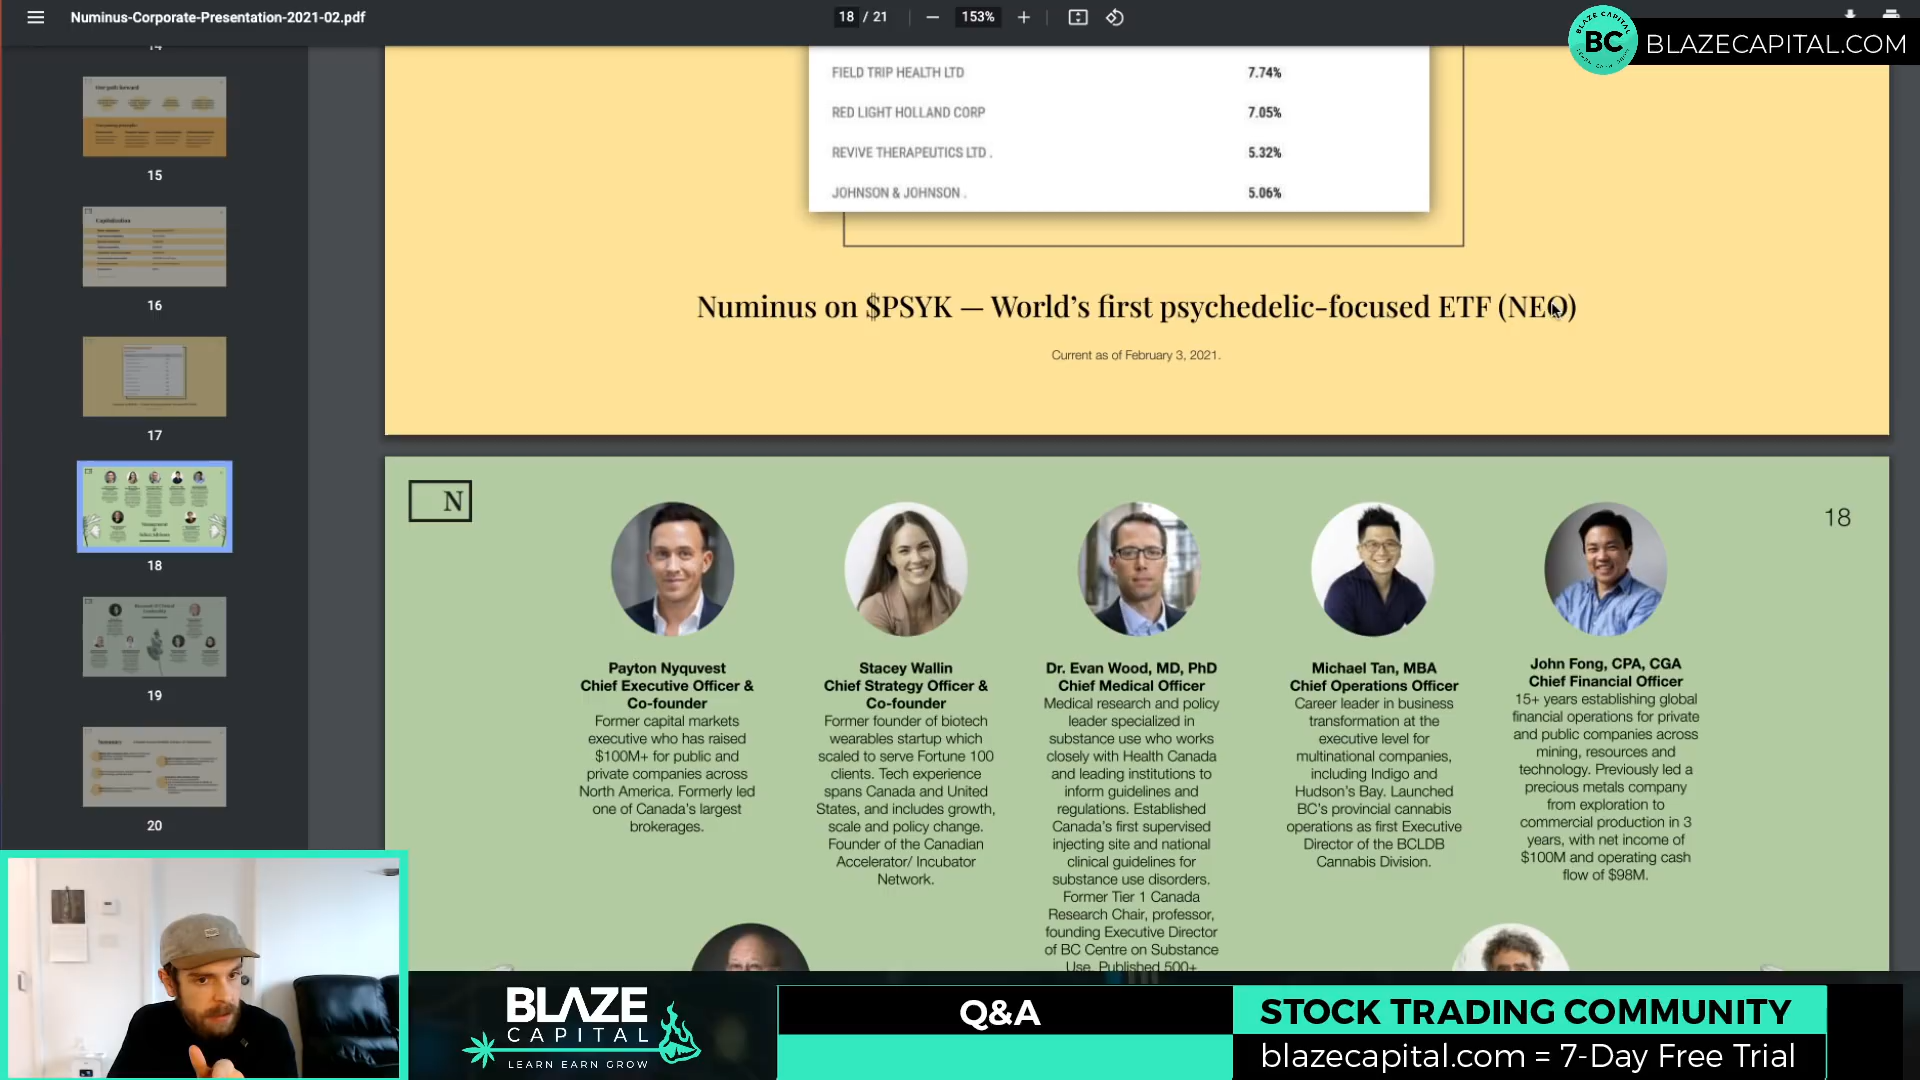 Numinus-Corporate-Presentation-2021-02.pdf
18 / 21
153%
BC
BLAZECAPITAL.COM
14
Our path forward
15
Capitalization
16
17
18
19
Summary
20
FIELD TRIP HEALTH LTD 7.74%
RED LIGHT HOLLAND CORP 7.05%
REVIVE THERAPEUTICS LTD . 5.32%
JOHNSON & JOHNSON . 5.06%
Numinus on $PSYK — World's first psychedelic-focused ETF (NEO)
Current as of February 3, 2021.
N
18
Payton Nyquvest
Chief Executive Officer &
Co-founder
Former capital markets
executive who has raised
$100M+ for public and
private companies across
North America. Formerly led
one of Canada's largest
brokerages.
Stacey Wallin
Chief Strategy Officer &
Co-founder
Former founder of biotech
wearables startup which
scaled to serve Fortune 100
clients. Tech experience
spans Canada and United
States, and includes growth,
scale and policy change.
Founder of the Canadian
Accelerator/ Incubator
Network.
Dr. Evan Wood, MD, PhD
Chief Medical Officer
Medical research and policy
leader specialized in
substance use who works
closely with Health Canada
and leading institutions to
inform guidelines and
regulations. Established
Canada's first supervised
injecting site and national
clinical guidelines for
substance use disorders.
Former Tier 1 Canada
Research Chair, professor,
founding Executive Director
of BC Centre on Substance
Use. Published 500+
Michael Tan, MBA
Chief Operations Officer
Career leader in business
transformation at the
executive level for
multinational companies,
including Indigo and
Hudson's Bay. Launched
BC's provincial cannabis
operations as first Executive
Director of the BCLDB
Cannabis Division.
John Fong, CPA, CGA
Chief Financial Officer
15+ years establishing global
financial operations for private
and public companies across
mining, resources and
technology. Previously led a
precious metals company
from exploration to
commercial production in 3
years, with net income of
$100M and operating cash
flow of $98M.
BLAZE
CAPITAL
LEARN EARN GROW
Q&A
STOCK TRADING COMMUNITY
blazecapital.com = 7-Day Free Trial